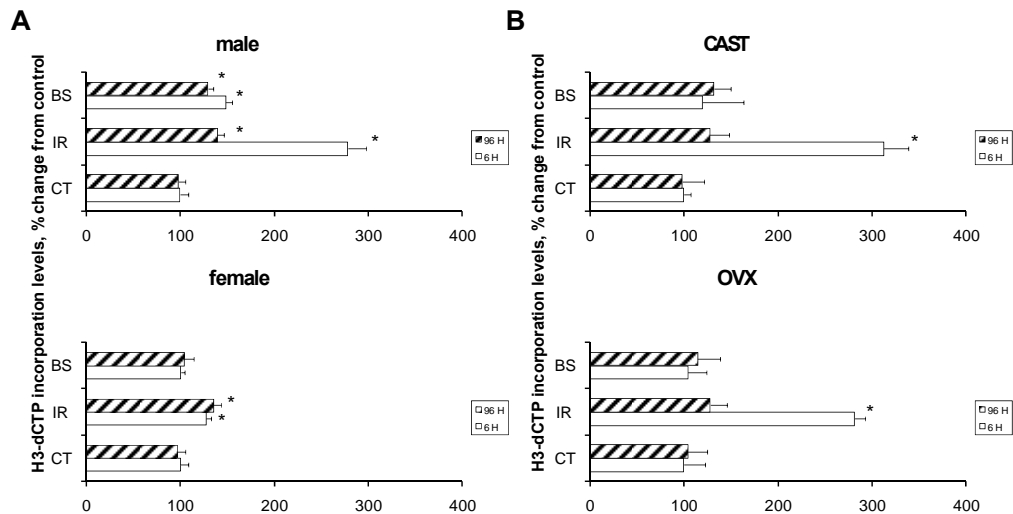 A
male
H3-dCTP incorporation levels, % change from control
BS
*
*
IR
*
*
CT
96 H
6 H
0 100 200 300 400
female
BS
IR
*
*
CT
96 H
6 H
0 100 200 300 400
B
CAST
H3-dCTP incorporation levels, % change from control
BS
IR
*
CT
96 H
6 H
0 100 200 300 400
OVX
BS
IR
*
CT
96 H
6 H
0 100 200 300 400